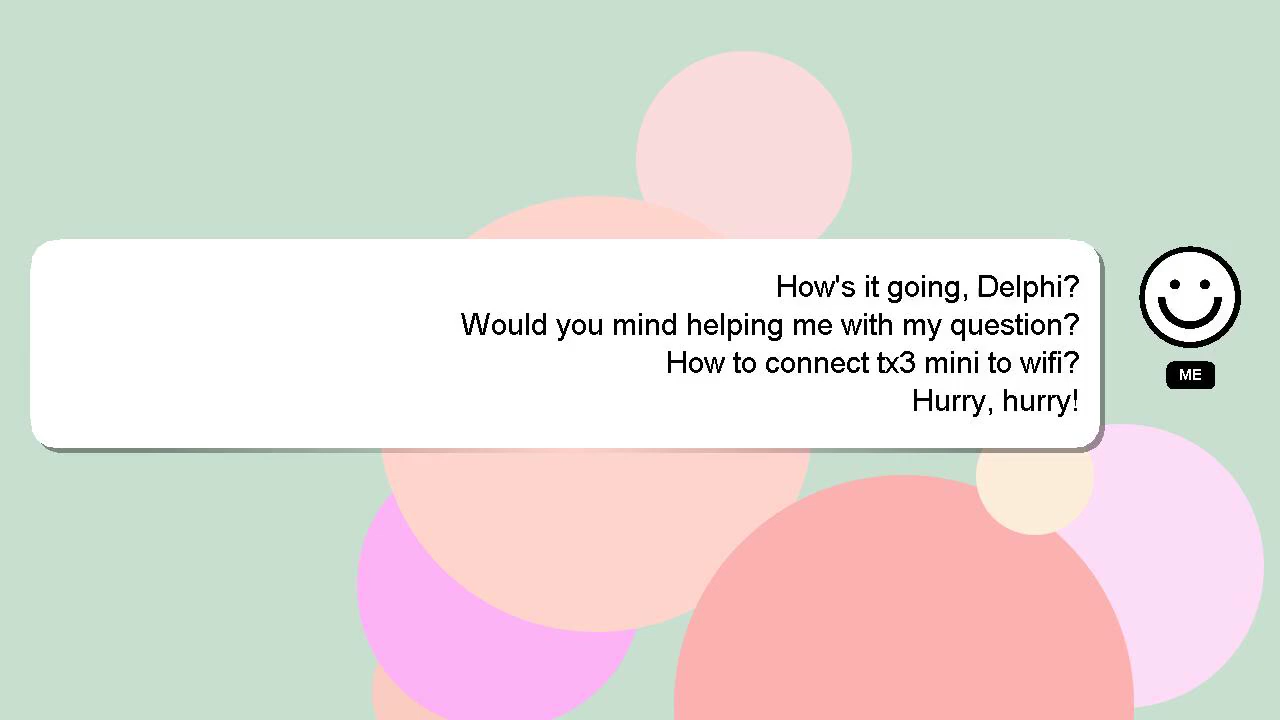 How's it going, Delphi?
Would you mind helping me with my question?
How to connect tx3 mini to wifi?
Hurry, hurry!
ME